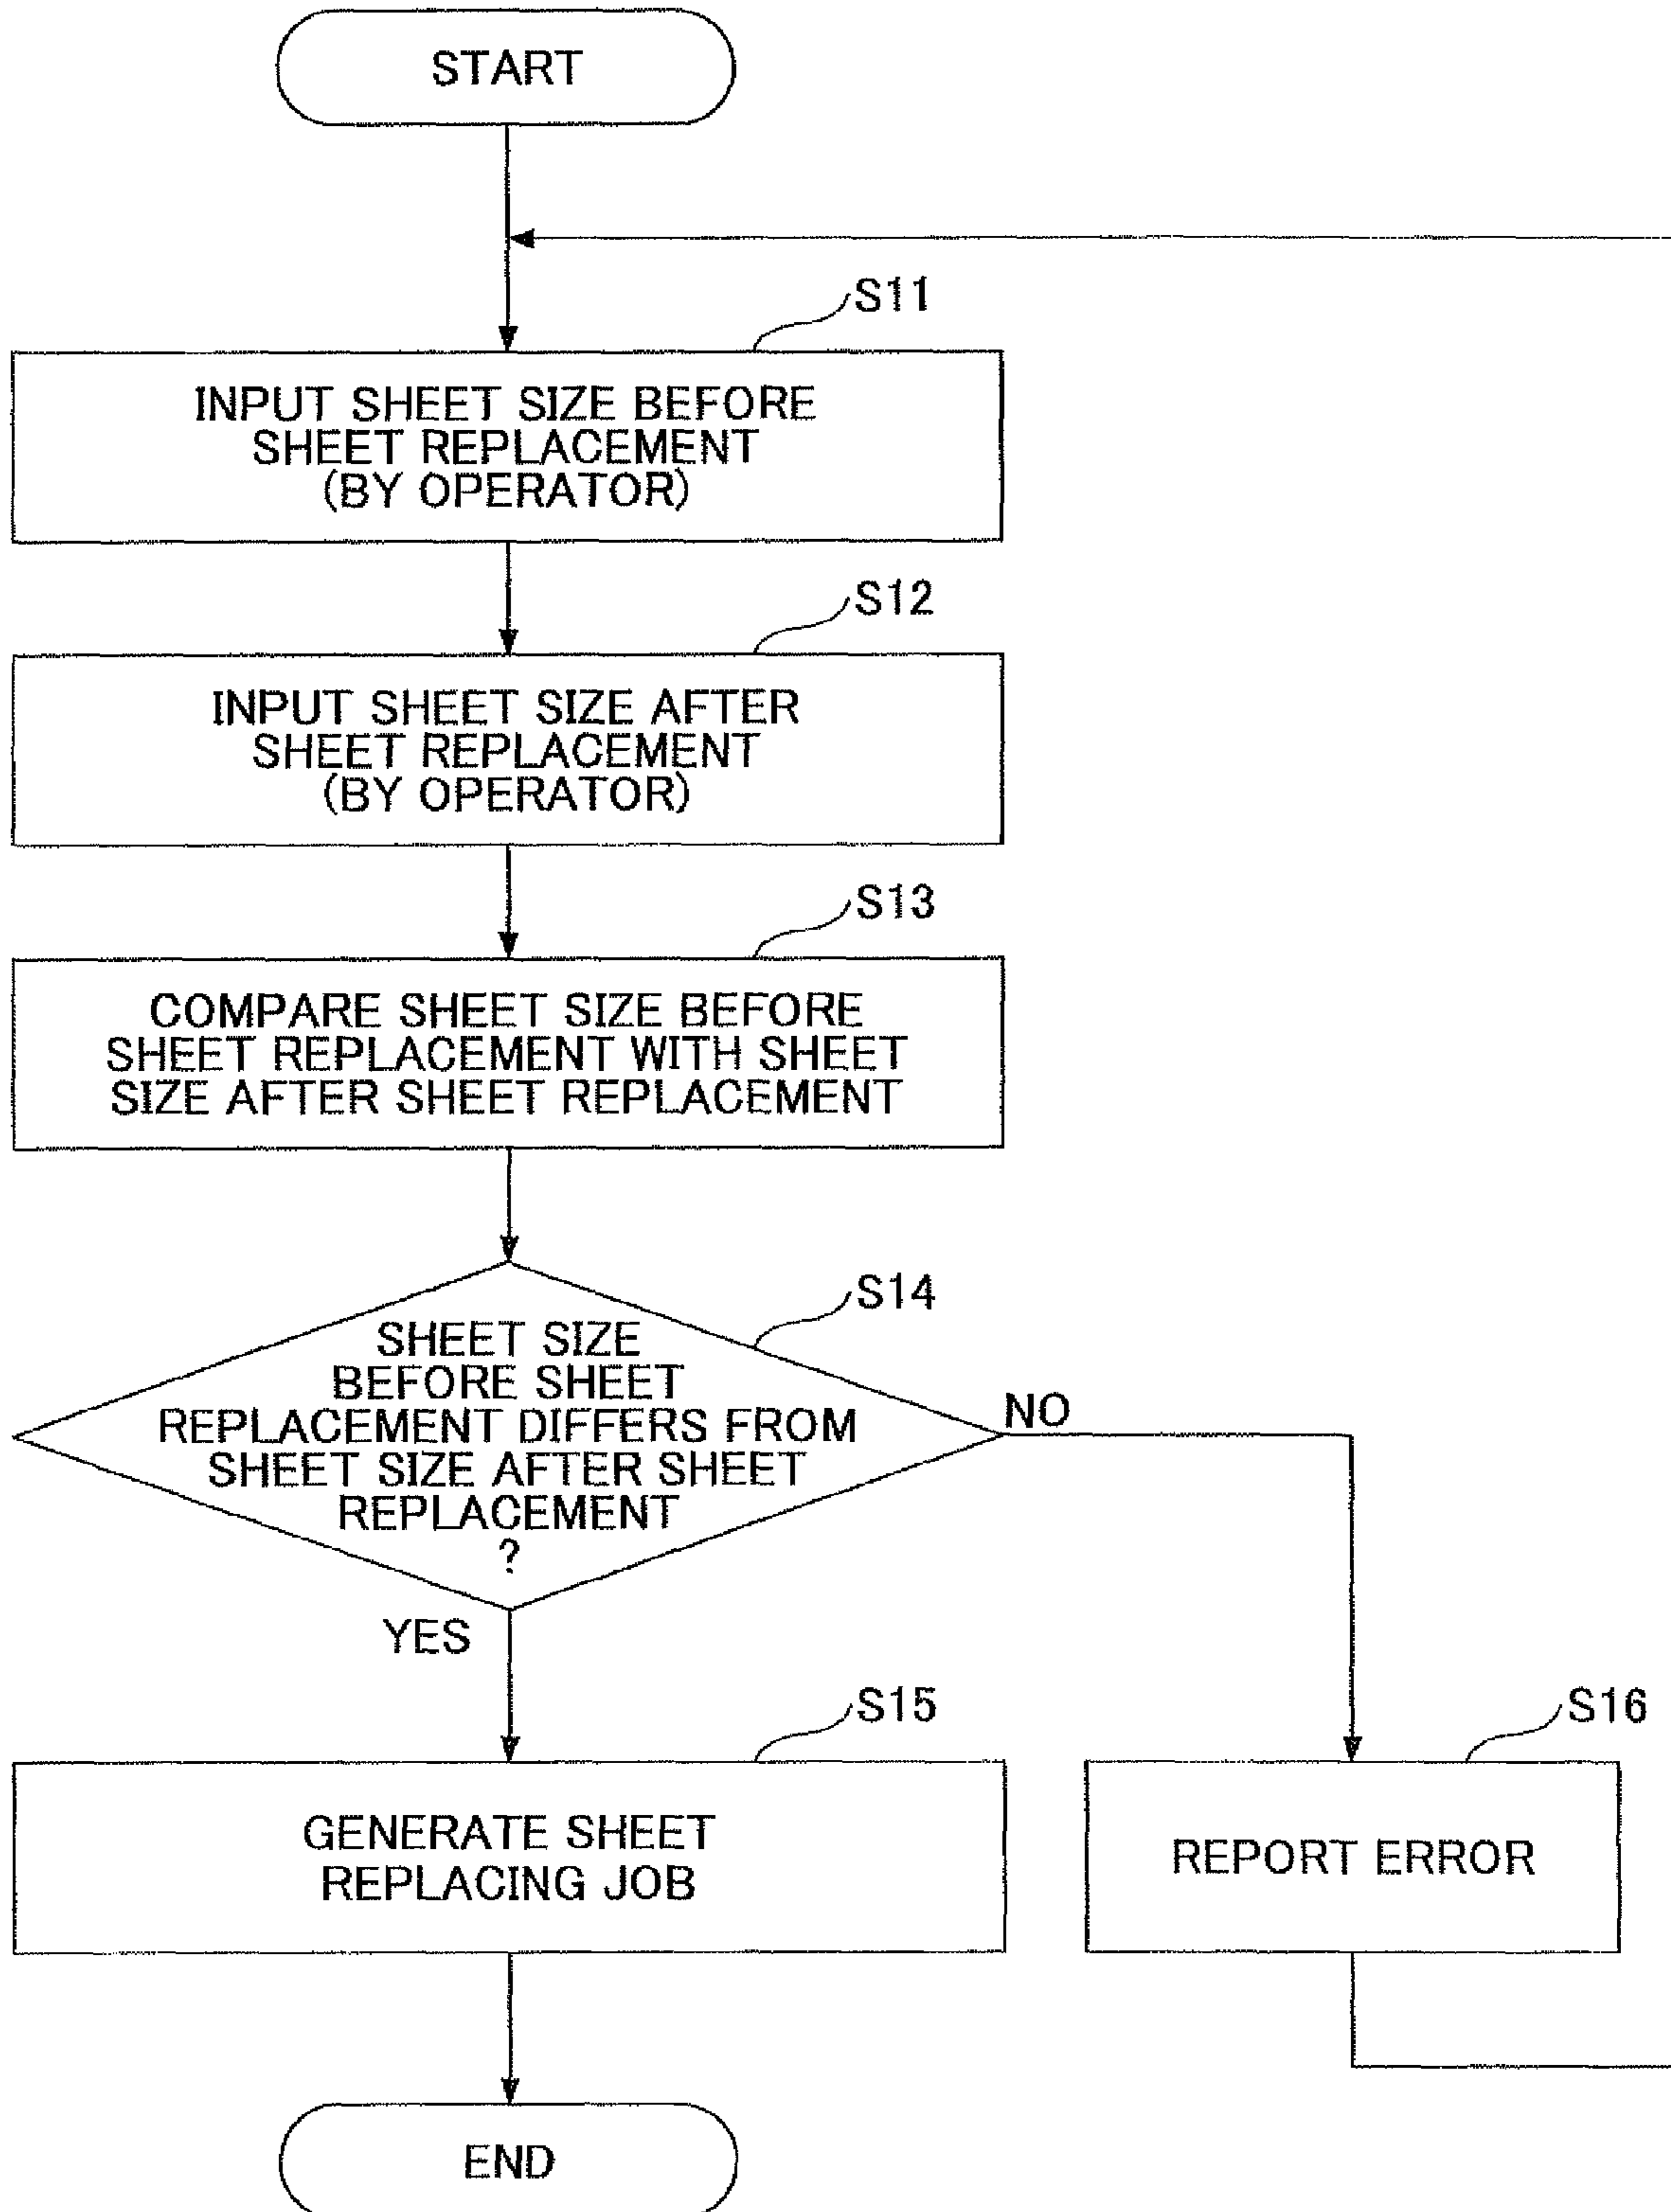 START
S11
INPUT SHEET SIZE BEFORE
SHEET REPLACEMENT
(BY OPERATOR)
S12
INPUT SHEET SIZE AFTER
SHEET REPLACEMENT
(BY OPERATOR)
S13
COMPARE SHEET SIZE BEFORE
SHEET REPLACEMENT WITH SHEET
SIZE AFTER SHEET REPLACEMENT
S14
SHEET SIZE
BEFORE SHEET
REPLACEMENT DIFFERS FROM
SHEET SIZE AFTER SHEET
REPLACEMENT
?
NO
YES
S15
GENERATE SHEET
REPLACING JOB
S16
REPORT ERROR
END